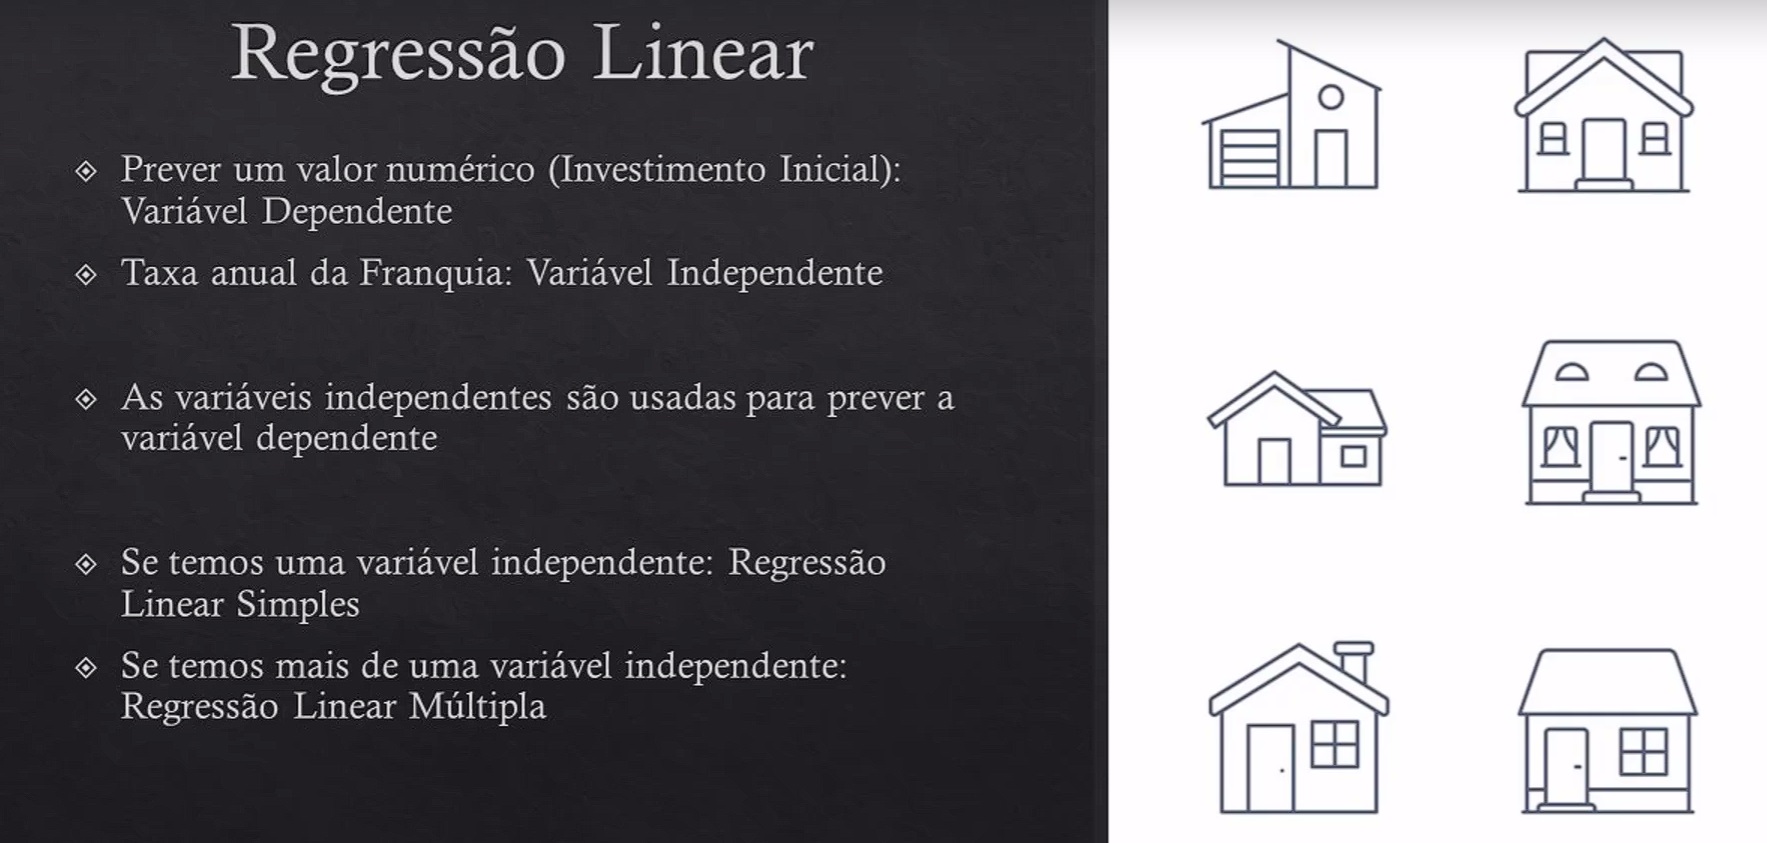 Regressão Linear
Prever um valor numérico (Investimento Inicial):
Variável Dependente
Taxa anual da Franquia: Variável Independente
As variáveis independentes são usadas para prever a
variável dependente
Se temos uma variável independente: Regressão
Linear Simples
Se temos mais de uma variável independente:
Regressão Linear Múltipla